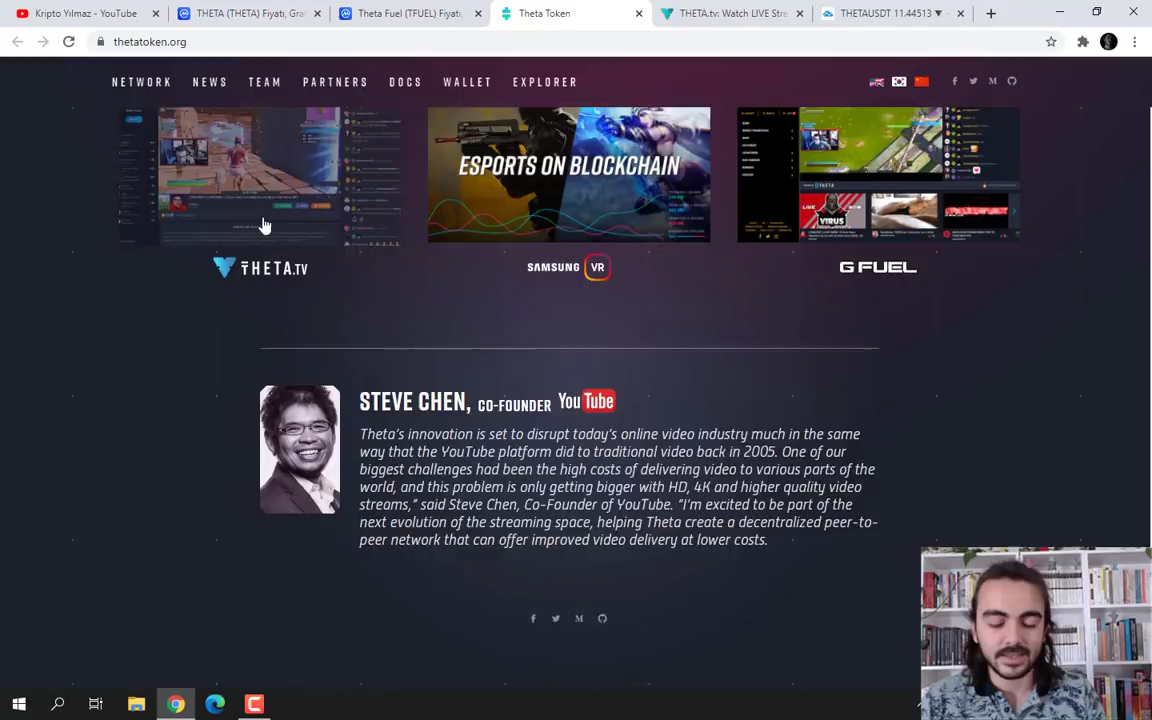 Kripto Yılmaz - YouTube
THETA (THETA) Fiyatı, Gra
Theta Fuel (TFUEL) Fiyatı,
Theta Token
THETA.tv: Watch LIVE Stre
THETAUSDT 11.44513 ▼
thetatoken.org
NETWORK NEWS TEAM PARTNERS DOCS WALLET EXPLORER
ESPORTS ON BLOCKCHAIN
LIVE
VIRUS
THETA
THETA.TV
SAMSUNG VR
G FUEL
STEVE CHEN, CO-FOUNDER YouTube
Theta's innovation is set to disrupt today's online video industry much in the same
way that the YouTube platform did to traditional video back in 2005. One of our
biggest challenges had been the high costs of delivering video to various parts of the
world, and this problem is only getting bigger with HD, 4K and higher quality video
streams," said Steve Chen, Co-Founder of YouTube. "I'm excited to be part of the
next evolution of the streaming space, helping Theta create a decentralized peer-to-
peer network that can offer improved video delivery at lower costs.